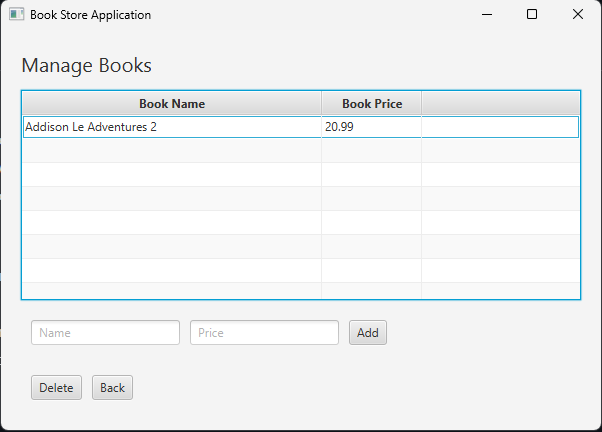 Book Store Application
Manage Books
Book Name Book Price
Addison Le Adventures 2 20.99
Name Price Add
Delete Back